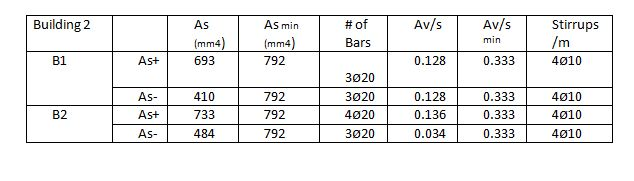 Building 2 As (mm4) As min (mm4) # of Bars Av/s Av/s min Stirrups /m
B1 As+ 693 792 3Ø20 0.128 0.333 4Ø10
As- 410 792 3Ø20 0.128 0.333 4Ø10
B2 As+ 733 792 4Ø20 0.136 0.333 4Ø10
As- 484 792 3Ø20 0.034 0.333 4Ø10